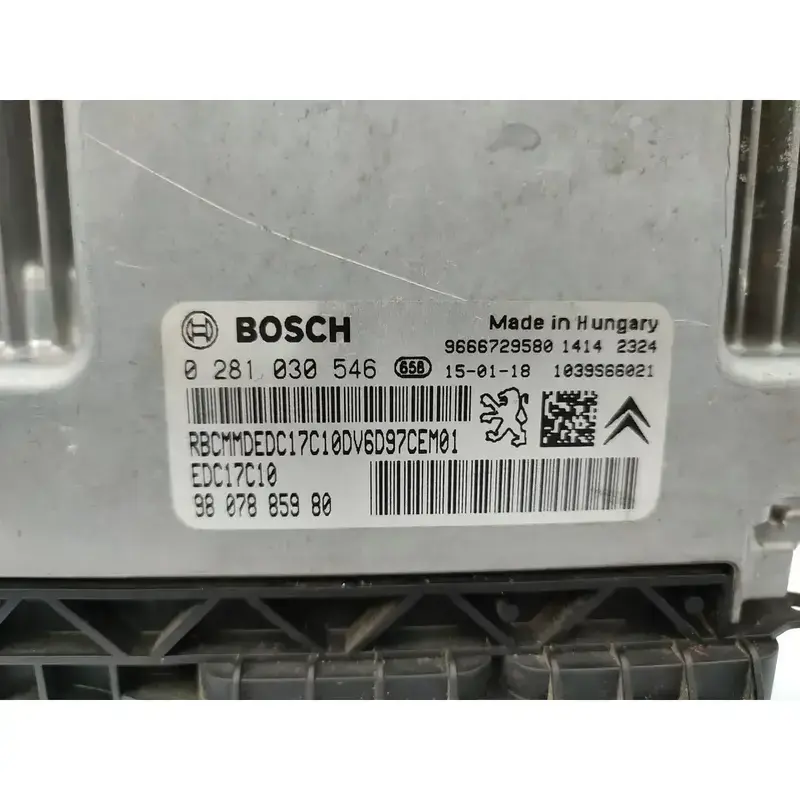 BOSCH
Made in Hungary
9666729580 1414 2324
0 281 030 546 658 15-01-18 1039S66021
RBCMMDEDC17C10DV6D97CEM01
EDC17C10
98 078 859 80